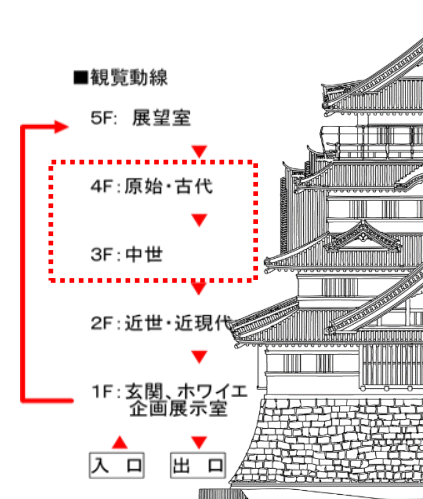 ■観覧動線
5F: 展望室
4F:原始・古代
3F:中世
2F:近世・近現代
1F:玄関、ホワイエ
企画展示室
入 口
出 口